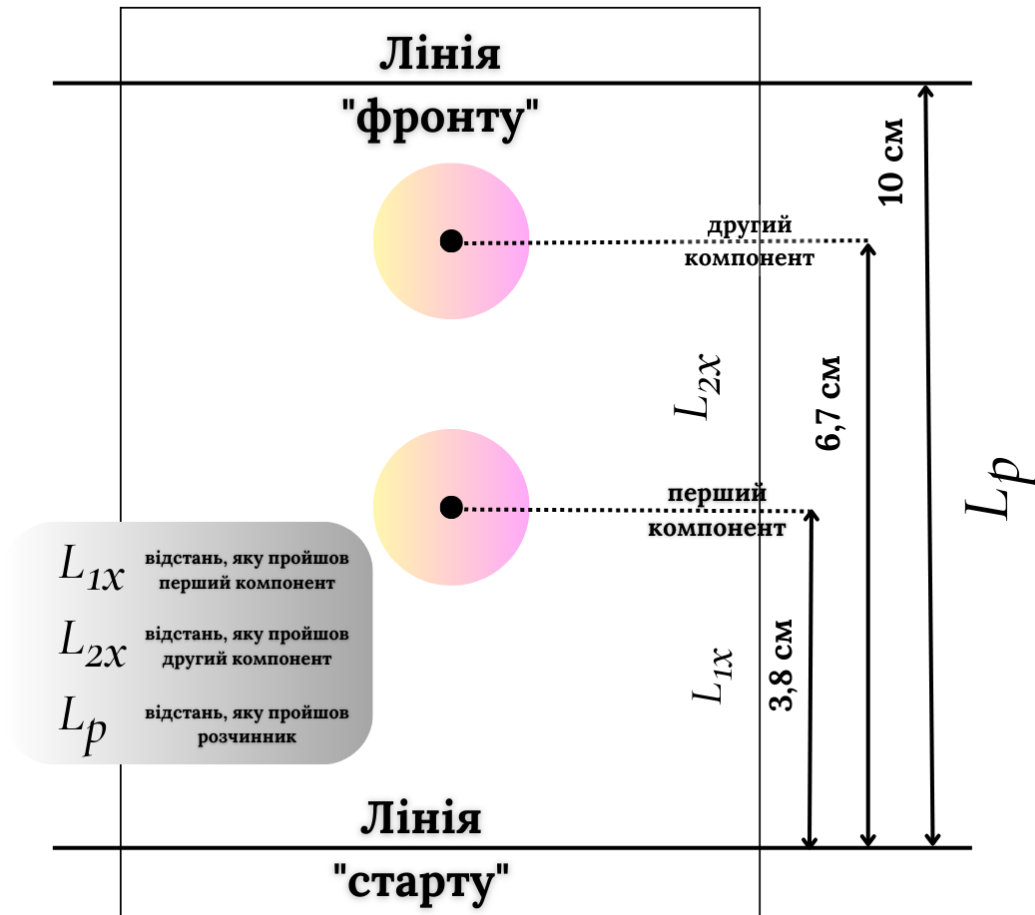 Лінія
"фронту"
10 см
другий
компонент
L2x
6,7 см
Lp
перший
компонент
L1x
3,8 см
L1x відстань, яку пройшов
перший компонент
L2x відстань, яку пройшов
другий компонент
Lp відстань, яку пройшов
розчинник
Лінія
"старту"